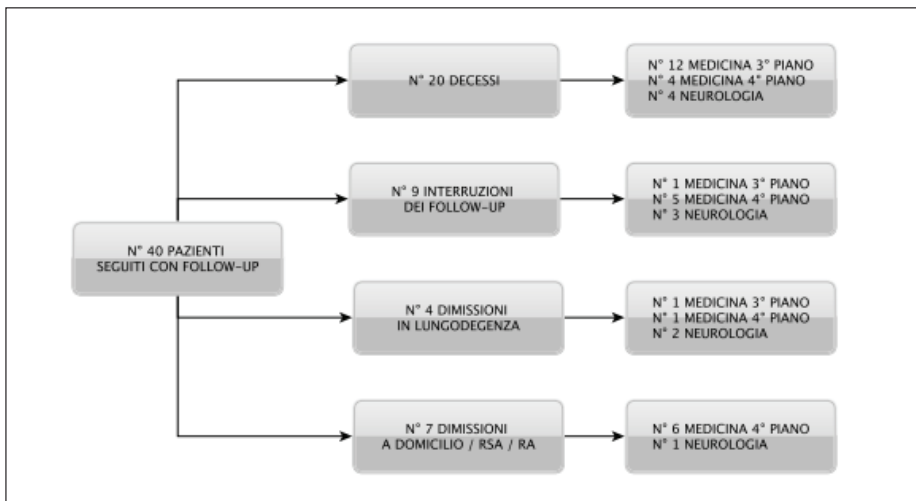 N° 40 PAZIENTI
SEGUITI CON FOLLOW-UP
N° 20 DECESSI
N° 12 MEDICINA 3° PIANO
N° 4 MEDICINA 4° PIANO
N° 4 NEUROLOGIA
N° 9 INTERRUZIONI
DEI FOLLOW-UP
N° 1 MEDICINA 3° PIANO
N° 5 MEDICINA 4° PIANO
N° 3 NEUROLOGIA
N° 4 DIMISSIONI
IN LUNGODEGENZA
N° 1 MEDICINA 3° PIANO
N° 1 MEDICINA 4° PIANO
N° 2 NEUROLOGIA
N° 7 DIMISSIONI
A DOMICILIO / RSA / RA
N° 6 MEDICINA 4° PIANO
N° 1 NEUROLOGIA